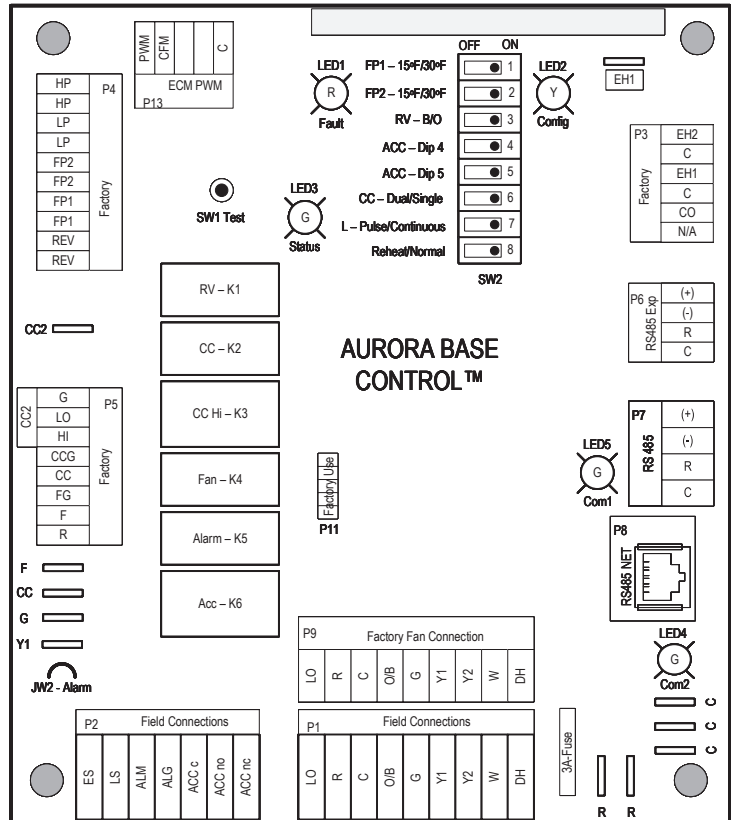 PWM
CFM
C
ECM PWM
P13
LED1
R
Fault
OFF ON
FP1 – 15ºF/30ºF 1
FP2 – 15ºF/30ºF 2
RV – B/O 3
ACC – Dip 4 4
ACC – Dip 5 5
CC – Dual/Single 6
L – Pulse/Continuous 7
Reheat/Normal 8
SW2
LED2
Y
Config
EH1
HP
HP
LP
LP
FP2
FP2
FP1
FP1
REV
REV
P4
Factory
SW1 Test
LED3
G
Status
P3
Factory
EH2
C
EH1
C
CO
N/A
RV – K1
CC – K2
CC Hi – K3
Fan – K4
Alarm – K5
Acc – K6
CC2
AURORA BASE
CONTROL™
P6
RS485 Exp
(+)
(-)
R
C
CC2
G
LO
HI
CCG
CC
FG
F
R
P5
Factory
Factory Use
P11
LED5
G
Com1
P7
RS 485
(+)
(-)
R
C
P8
RS485 NET
F
CC
G
Y1
JW2 - Alarm
LED4
G
Com2
P9 Factory Fan Connection
LO
R
C
O/B
G
Y1
Y2
W
DH
P2 Field Connections
ES
LS
ALM
ALG
ACC c
ACC no
ACC nc
P1 Field Connections
LO
R
C
O/B
G
Y1
Y2
W
DH
3A-Fuse
C
C
C
R R